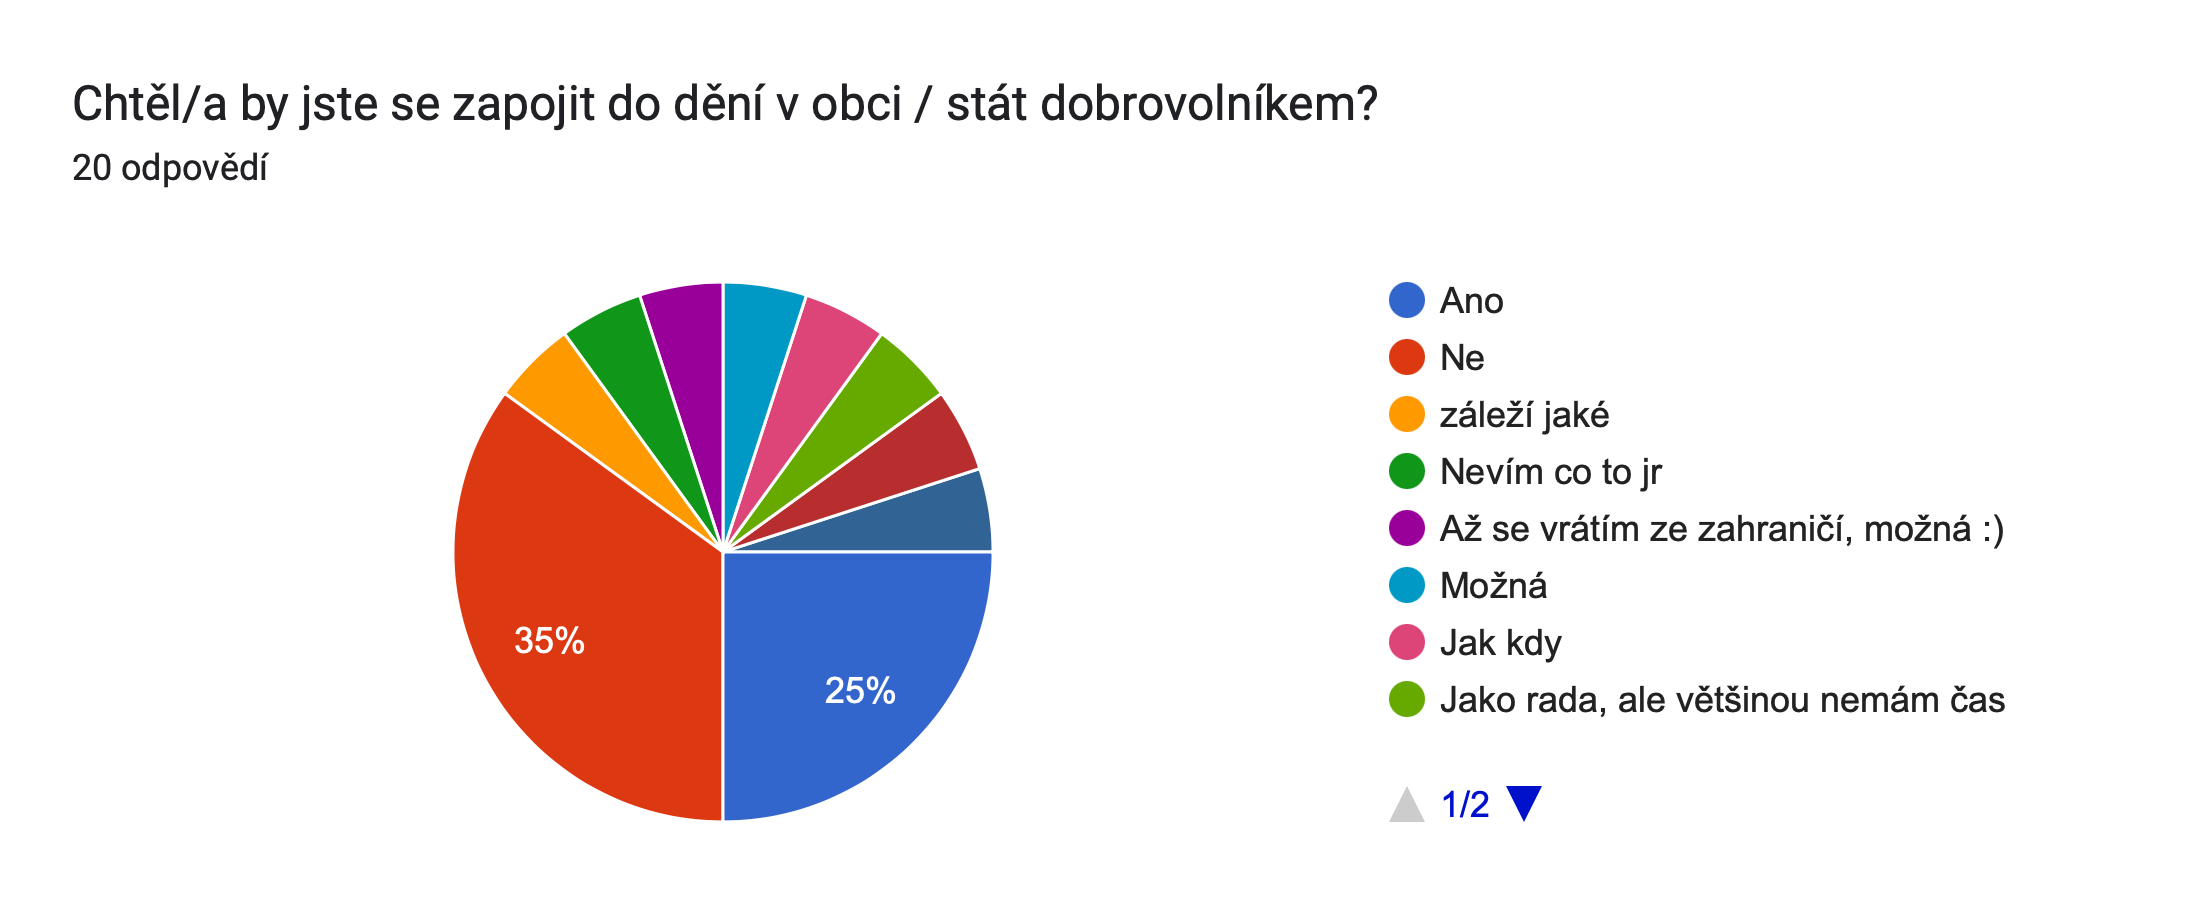 Chtěl/a by jste se zapojit do dění v obci / stát dobrovolníkem?
20 odpovědí
35%
25%
Ano
Ne
záleží jaké
Nevím co to jr
Až se vrátím ze zahraničí, možná :)
Možná
Jak kdy
Jako rada, ale většinou nemám čas
1/2